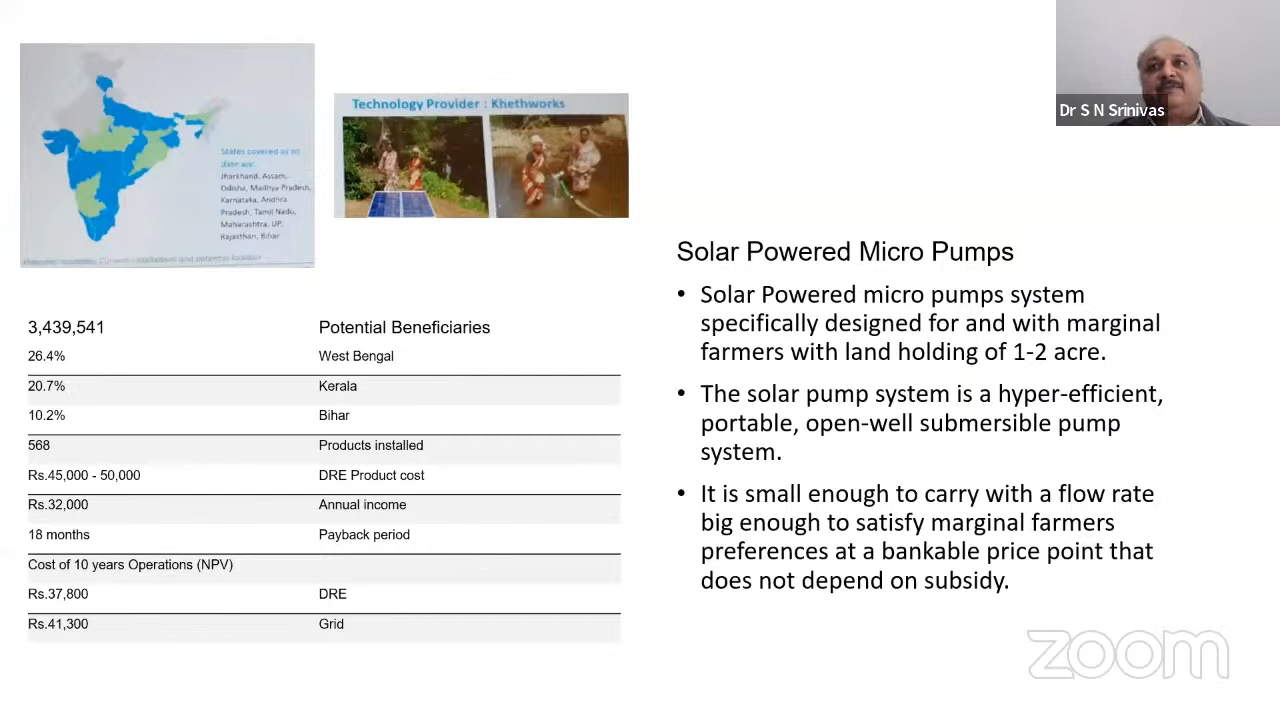 States covered as on
date are:
Jharkhand, Assam,
Odisha, Madhya Pradesh,
Karnataka, Andhra
Pradesh, Tamil Nadu,
Maharashtra, UP,
Rajasthan, Bihar
installations and potential
Technology Provider : Khethworks
Dr S N Srinivas
3,439,541 Potential Beneficiaries
26.4% West Bengal
20.7% Kerala
10.2% Bihar
568 Products installed
Rs.45,000 - 50,000 DRE Product cost
Rs.32,000 Annual income
18 months Payback period
Cost of 10 years Operations (NPV)
Rs.37,800 DRE
Rs.41,300 Grid
Solar Powered Micro Pumps
• Solar Powered micro pumps system
specifically designed for and with marginal
farmers with land holding of 1-2 acre.
• The solar pump system is a hyper-efficient,
portable, open-well submersible pump
system.
• It is small enough to carry with a flow rate
big enough to satisfy marginal farmers
preferences at a bankable price point that
does not depend on subsidy.
zoom